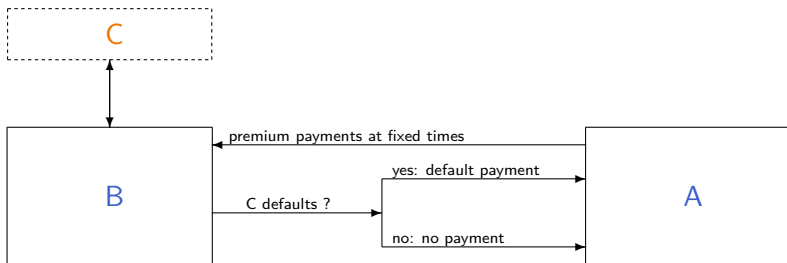 C
premium payments at fixed times
yes: default payment
B
A
C defaults ?
no: no payment